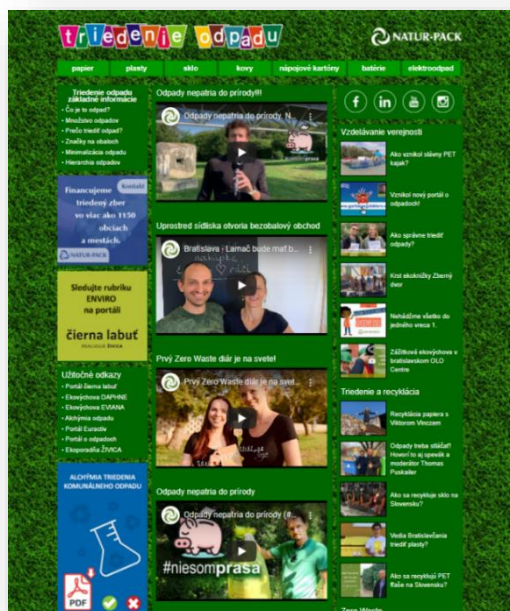 triedenie odpadu
NATUR-PACK
papier
plasty
sklo
kovy
nápojové kartóny
batérie
elektroodpad
Triedenie odpadu
základné informácie
• Čo je to odpad?
• Množstvo odpadov
• Prečo triediť odpad?
• Značky na obaloch
• Minimalizácia odpadu
• Hierarchia odpadov
Financujeme
Kontakt
triedený zber
vo viac ako 1150
obciach
a mestách.
NATUR-PACK
Sledujte rubriku
ENVIRO
na portáli
čierna labuť
Užitočné odkazy
• Portál čierna labuť
• Ekovýchova DAPHNE
• Ekovýchova EVIANA
• Alchýmia odpadu
• Portál Euractiv
• Portál o odpadoch
• Ekoporadňa ŽIVICA
ALCHÝMIA TRIEDENIA
KOMUNÁLNEHO ODPADU
PDF
Odpady nepatria do prírody!!!
Odpady nepatria do prírody. N...
Uprostred sídliska otvoria bezobalový obchod
Bratislava - Lamač bude mať b...
Prvý Zero Waste diár je na svete!
Prvý Zero Waste diár je na svet...
Odpady nepatria do prírody
Odpady nepatria do prírody (#...
#niesomprasa
f
in
You
Vzdelávanie verejnosti
Ako vznikol slávny PET
kajak?
Vznikol nový portál o
odpadoch!
Ako správne triediť
odpady?
Krst ekoknižky Zberný
dvor
Nehádžme všetko do
jedného vreca 1.
Zážitková ekovýchova v
bratislavskom OLO
Centre
Triedenie a recyklácia
Recyklácia papiera s
Viktorom Vinczem
Odpady treba stláčať!
Hovorí to aj spevák a
moderátor Thomas
Puskailer
Ako sa recykluje sklo na
Slovensku?
Vedia Bratislavčania
triediť plasty?
Ako sa recyklujú PET
fľaše na Slovensku?
Zero Waste